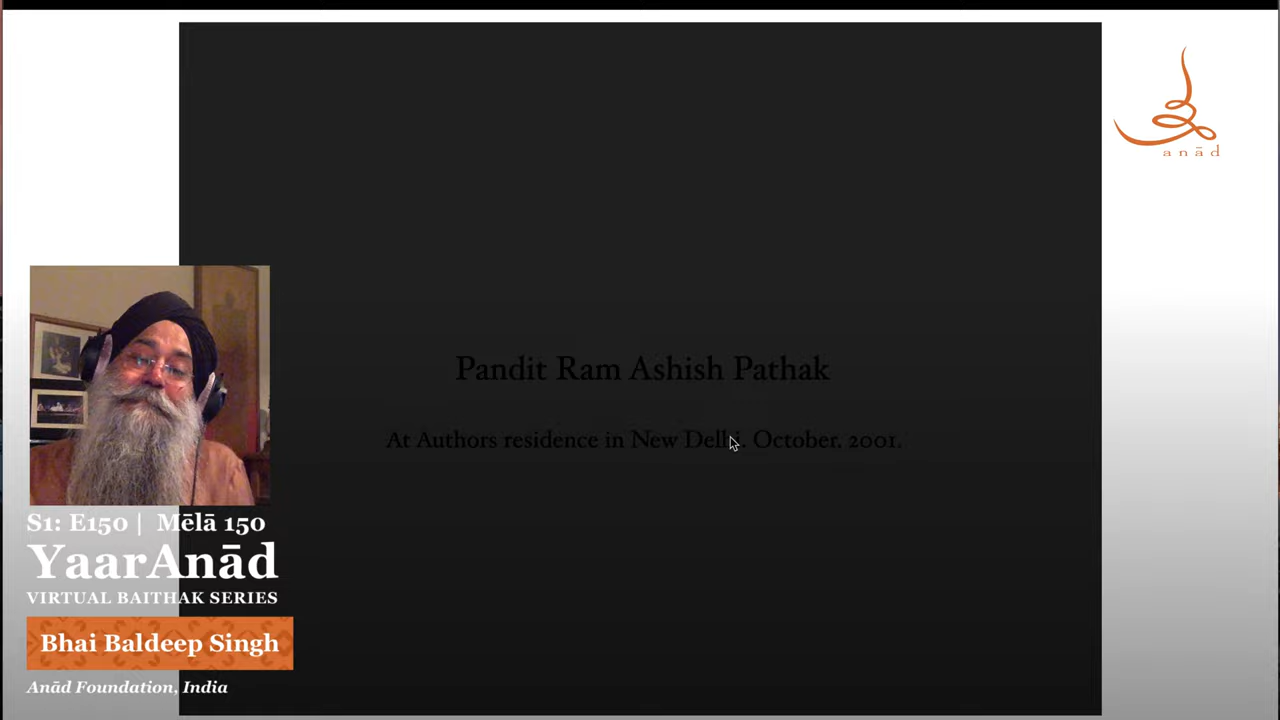 anād
Pandit Ram Ashish Pathak
At Authors residence in New Delhi. October. 2001.
S1: E150 | Mēlā 150
YaarAnād
VIRTUAL BAITHAK SERIES
Bhai Baldeep Singh
Anād Foundation, India